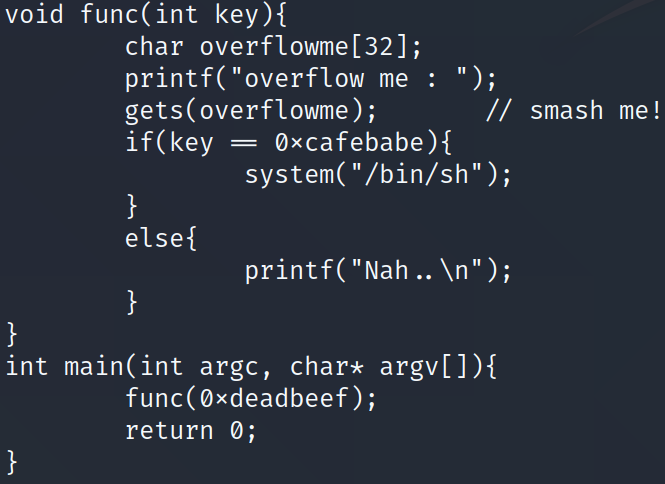 void func(int key){
        char overflowme[32];
        printf("overflow me : ");
        gets(overflowme);       // smash me!
        if(key == 0xcafebabe){
                system("/bin/sh");
        }
        else{
                printf("Nah..\n");
        }
}
int main(int argc, char* argv[]){
        func(0xdeadbeef);
        return 0;
}